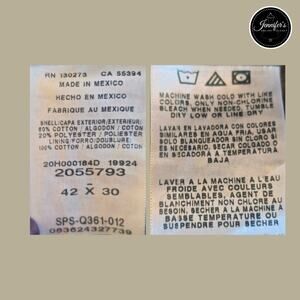 Jennifer's
RN 130273 CA 55394
MADE IN MEXICO
HECHO EN MEXICO
FABRIQUE AU MEXIQUE
SHELL/CAPA EXTERIOR/EXTERIEUR:
80% COTTON / ALGODON / COTON
20% POLYESTER / POLIESTER
LINING/FORRO/DOUBLURE:
100% COTTON / ALGODON / COTON
20H000184D 19924
2055793
-
42 X 30
SPS-Q361-012
083624327739
MACHINE WASH COLD WITH LIKE
COLORS, ONLY NON-CHLORINE
BLEACH WHEN NEEDED, TUMBLE
DRY LOW OR LINE DRY
LAVAR EN LAVADORA CON COLORES
SIMILARES EN AGUA FRIA, USAR
SOLO BLANQUEADOR SIN CLORO SI
ES NECESARIO, SECAR COLGADO O
EN SECADORA A TEMPERATURA
BAJA
LAVER A LA MACHINE A L'EAU
FROIDE AVEC COULEURS
SEMBLABLES, AGENT DE
BLANCHIMENT NON CHLORE AU
BESOIN, SECHER A LA MACHINE A
BASSE TEMPERATURE OU
SUSPENDRE POUR SECHER